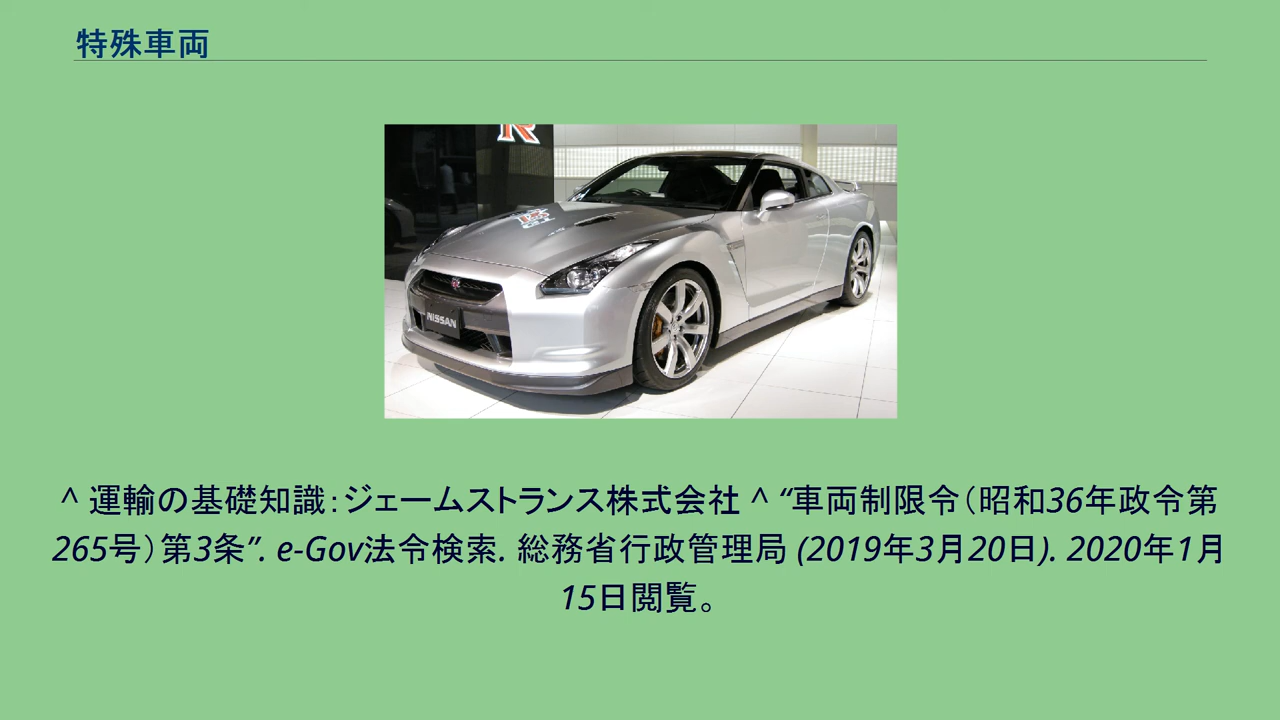 特殊車両
R
NISSAN
^ 運輸の基礎知識：ジェームストランス株式会社 ^ “車両制限令（昭和36年政令第
265号）第3条”. e-Gov法令検索. 総務省行政管理局 (2019年3月20日). 2020年1月
15日閲覧。